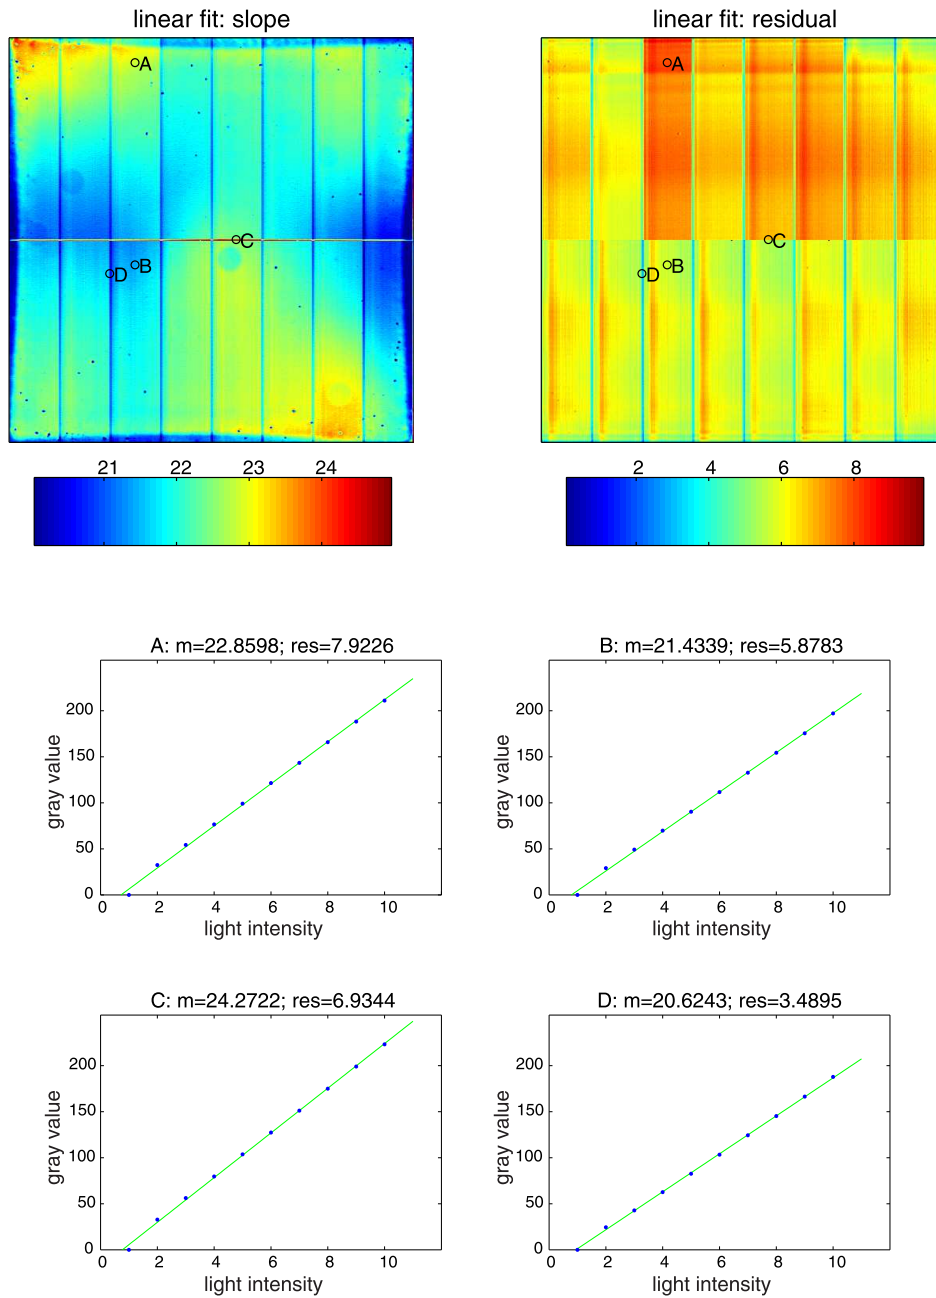 linear fit: slope
linear fit: residual
A
A
C
C
B
B
D
D
21 22 23 24
2 4 6 8
A: m=22.8598; res=7.9226
B: m=21.4339; res=5.8783
200
150
100
50
0
gray value
0 2 4 6 8 10
light intensity
200
150
100
50
0
gray value
0 2 4 6 8 10
light intensity
C: m=24.2722; res=6.9344
D: m=20.6243; res=3.4895
200
150
100
50
0
gray value
0 2 4 6 8 10
light intensity
200
150
100
50
0
gray value
0 2 4 6 8 10
light intensity